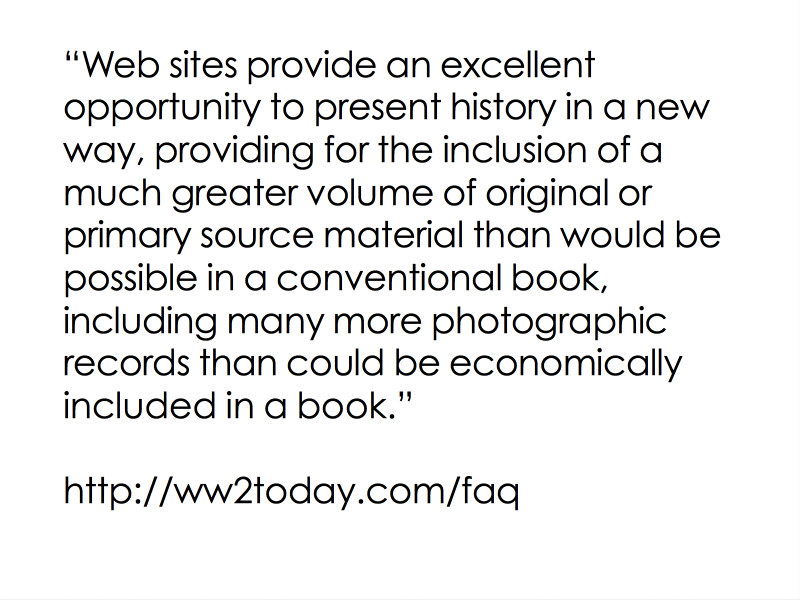 “Web sites provide an excellent
opportunity to present history in a new
way, providing for the inclusion of a
much greater volume of original or
primary source material than would be
possible in a conventional book,
including many more photographic
records than could be economically
included in a book.”
http://ww2today.com/faq